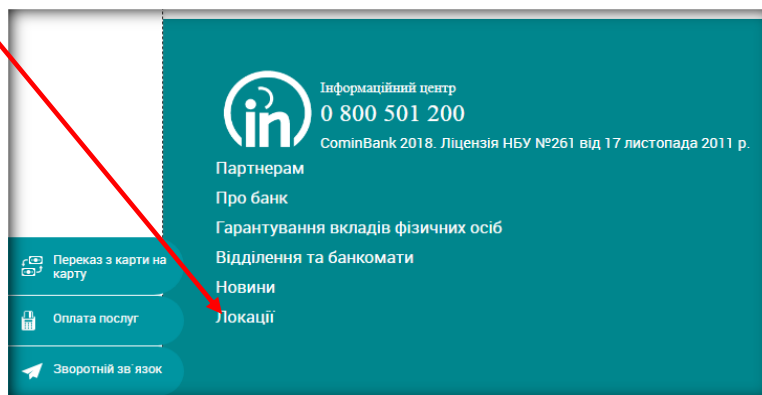 in
Інформаційний центр
0 800 501 200
CominBank 2018. Ліцензія НБУ №261 від 17 листопада 2011 р.
Партнерам
Про банк
Гарантування вкладів фізичних осіб
Відділення та банкомати
Новини
Локації
Переказ з карти на
карту
Оплата послуг
Зворотній зв`язок